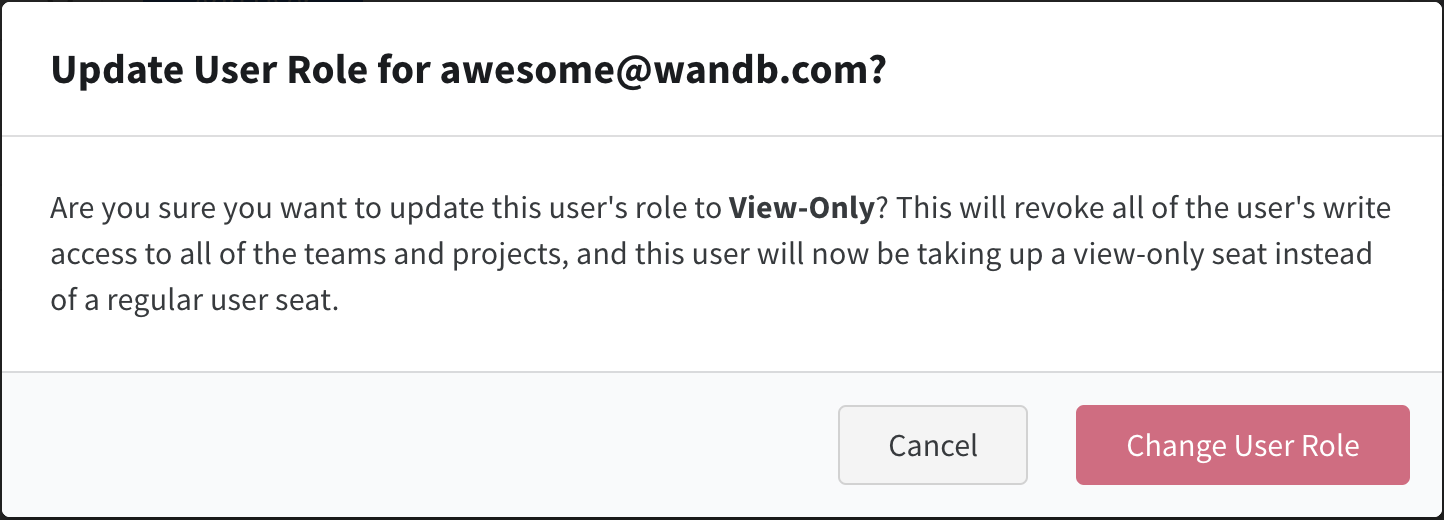 Update User Role for awesome@wandb.com?
Are you sure you want to update this user's role to View-Only? This will revoke all of the user's write
access to all of the teams and projects, and this user will now be taking up a view-only seat instead
of a regular user seat.
Cancel
Change User Role